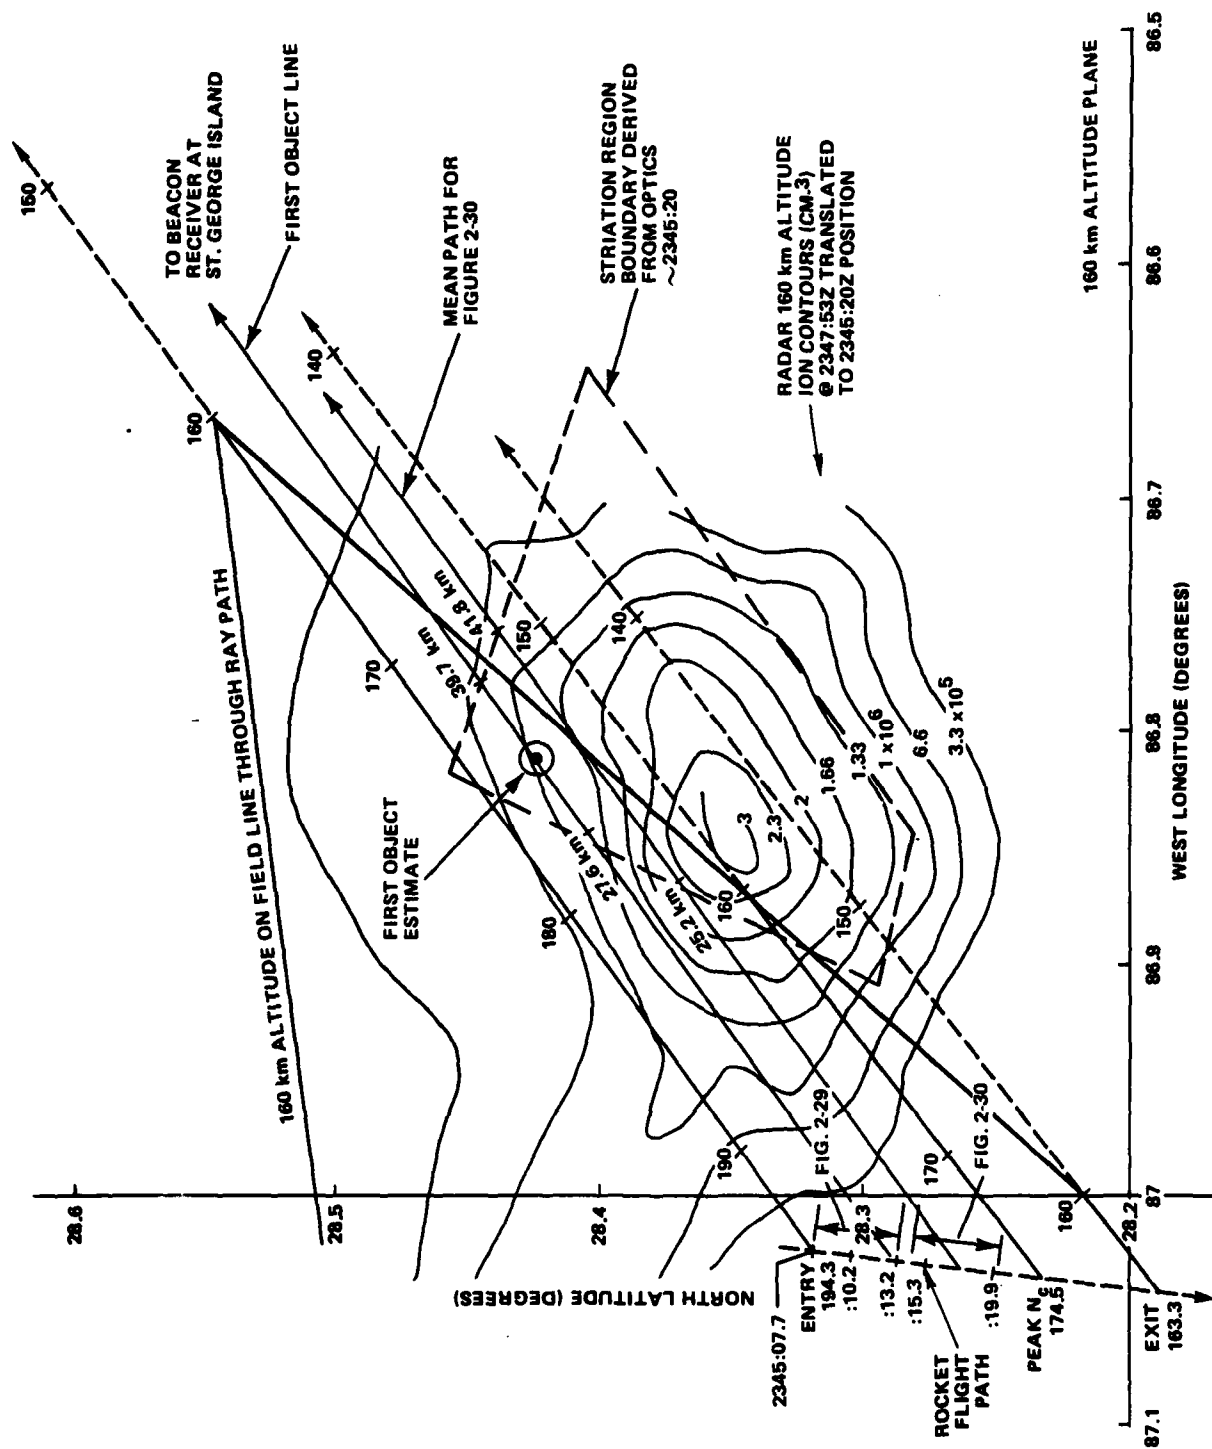 150
TO BEACON
RECEIVER AT
ST. GEORGE ISLAND
FIRST OBJECT LINE
MEAN PATH FOR
FIGURE 2-30
STRIATION REGION
BOUNDARY DERIVED
FROM OPTICS
~2345:20
RADAR 160 km ALTITUDE
ION CONTOURS (CM-3)
@ 2347:53Z TRANSLATED
TO 2345:20Z POSITION
160 km ALTITUDE PLANE
160 km ALTITUDE ON FIELD LINE THROUGH RAY PATH
160
170
180
190
140
150
140
160
150
170
160
39.7 km
41.8 km
27.6 km
25.2 km
FIRST OBJECT
ESTIMATE
3
2.3
2
1.66
1.33
1 x 10^6
6.6
3.3 x 10^5
FIG. 2-29
FIG. 2-30
2345:07.7
ENTRY
194.3
:10.2
:13.2
:15.3
:19.9
ROCKET
FLIGHT
PATH
PEAK Nc
174.5
EXIT
163.3
NORTH LATITUDE (DEGREES)
28.6
28.5
28.4
28.3
28.2
87.1
87
86.9
86.8
86.7
86.6
86.5
WEST LONGITUDE (DEGREES)